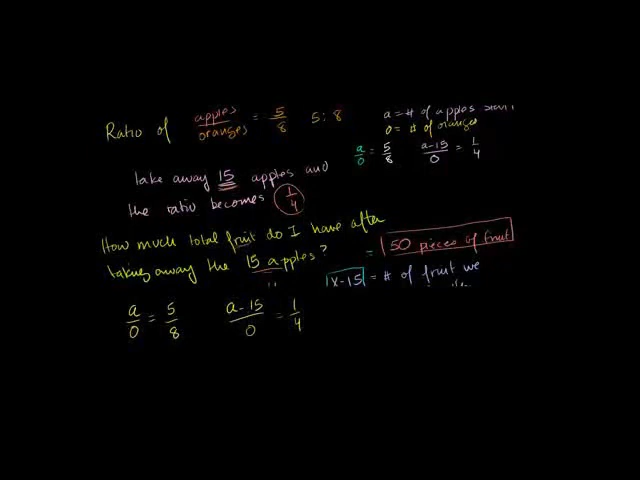 Ratio of apples/oranges = 5/8 5:8
a = # of apples start
o = # of oranges
a/o = 5/8 a-15/o = 1/4
take away 15 apples and
the ratio becomes 1/4
How much total fruit do I have after
taking away the 15 apples?
= 50 pieces of fruit
x-15 = # of fruit we
a/o = 5/8 a-15/o = 1/4